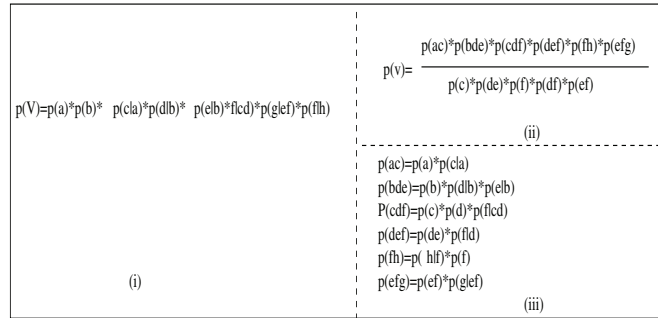 p(V)=p(a)*p(b)* p(c|a)*p(d|b)* p(e|b)*f|cd)*p(g|ef)*p(f|h)
(i)
p(v)= p(ac)*p(bde)*p(cdf)*p(def)*p(fh)*p(efg)
p(c)*p(de)*p(f)*p(df)*p(ef)
(ii)
p(ac)=p(a)*p(c|a)
p(bde)=p(b)*p(d|b)*p(e|b)
P(cdf)=p(c)*p(d)*p(f|cd)
p(def)=p(de)*p(f|d)
p(fh)=p( h|f)*p(f)
p(efg)=p(ef)*p(g|ef)
(iii)